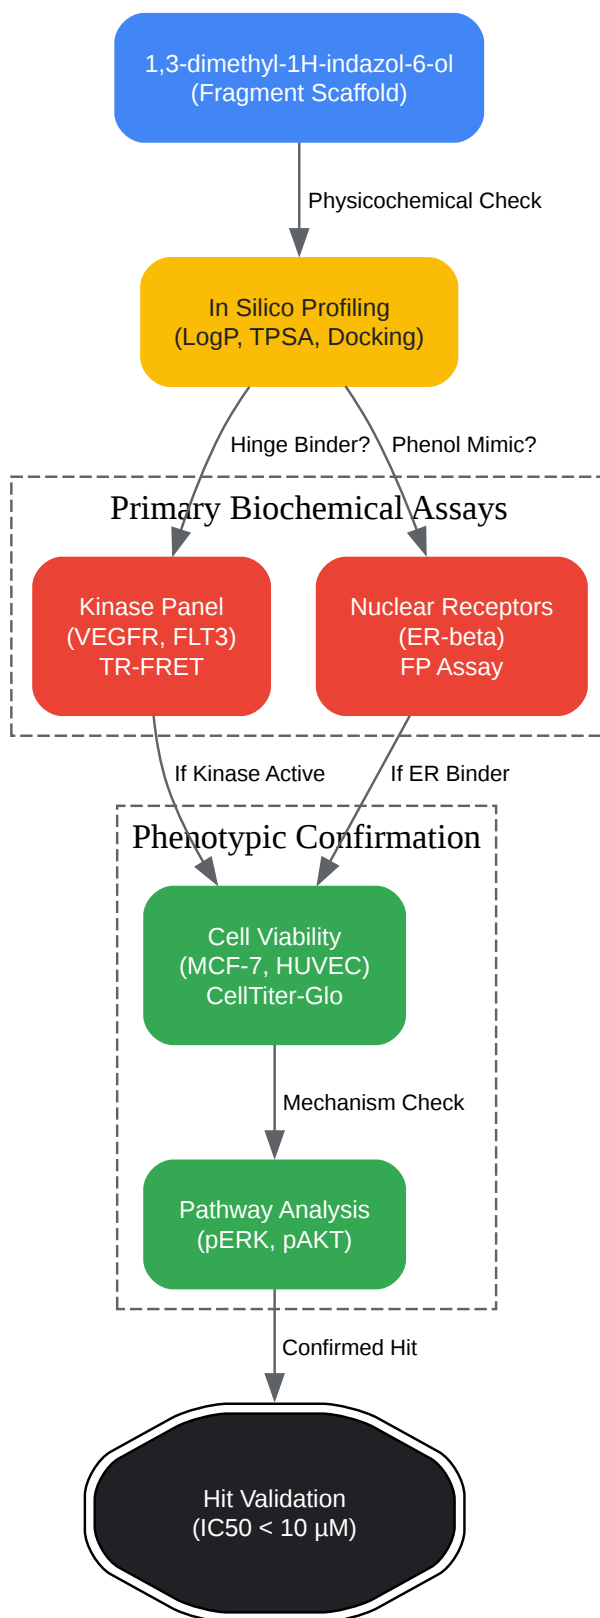 1,3-dimethyl-1H-indazol-6-ol
(Fragment Scaffold)
Physicochemical Check
In Silico Profiling
(LogP, TPSA, Docking)
Hinge Binder?
Phenol Mimic?
Primary Biochemical Assays
Kinase Panel
(VEGFR, FLT3)
TR-FRET
Nuclear Receptors
(ER-beta)
FP Assay
If Kinase Active
If ER Binder
Phenotypic Confirmation
Cell Viability
(MCF-7, HUVEC)
CellTiter-Glo
Mechanism Check
Pathway Analysis
(pERK, pAKT)
Confirmed Hit
Hit Validation
(IC50 < 10 µM)